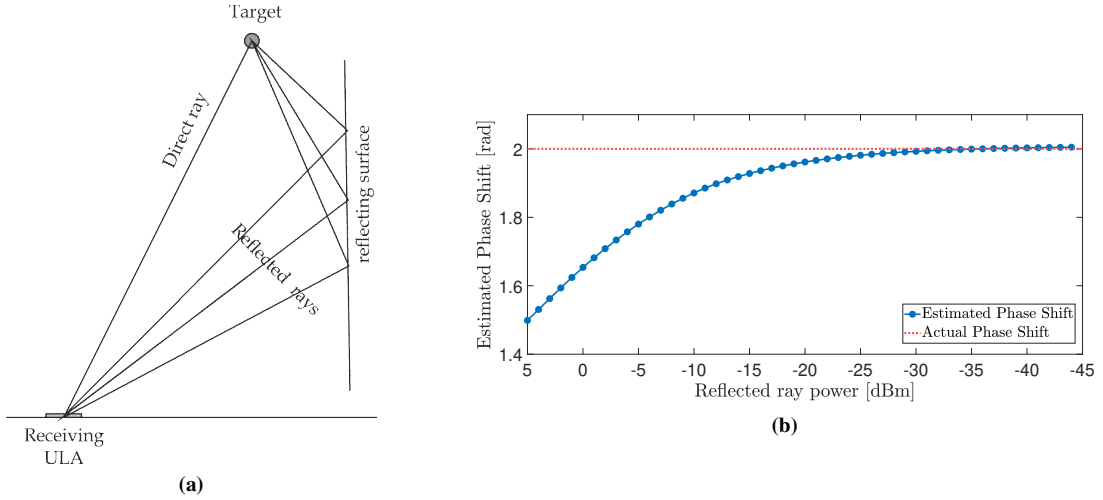 Target
Direct ray
reflecting surface
Reflected rays
Receiving
ULA
(a)
Estimated Phase Shift [rad]
2
1.8
1.6
1.4
5 0 -5 -10 -15 -20 -25 -30 -35 -40 -45
Reflected ray power [dBm]
Estimated Phase Shift
Actual Phase Shift
(b)